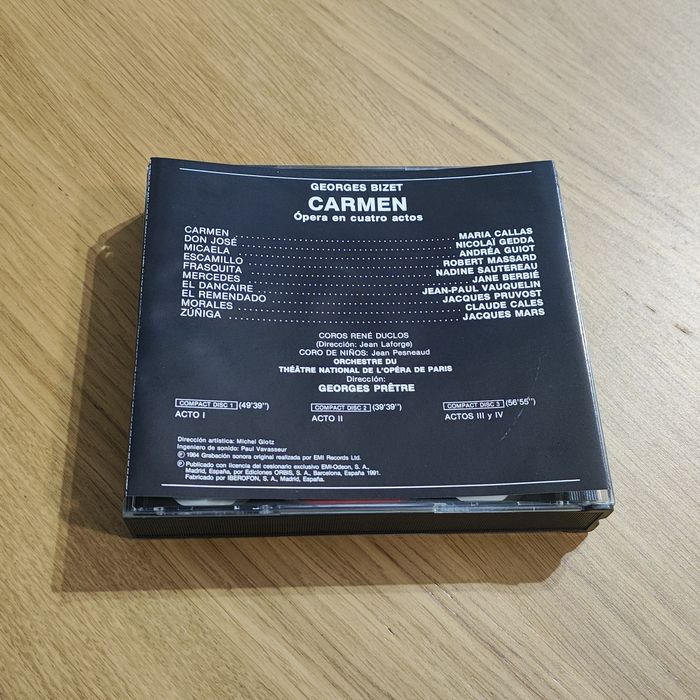 GEORGES BIZET
CARMEN
Ópera en cuatro actos
CARMEN MARIA CALLAS
DON JOSÉ NICOLAÏ GEDDA
MICAELA ANDRÉA GUIOT
ESCAMILLO ROBERT MASSARD
FRASQUITA NADINE SAUTEREAU
MERCEDES JANE BERBIÉ
EL DANCAIRE JEAN-PAUL VAUQUELIN
EL REMENDADO JACQUES PRUVOST
MORALES CLAUDE CALES
ZÚÑIGA JACQUES MARS
COROS RENÉ DUCLOS
(Dirección: Jean Laforge)
CORO DE NIÑOS: Jean Pesneaud
ORCHESTRE DU
THÉÂTRE NATIONAL DE L'OPÉRA DE PARIS
Dirección:
GEORGES PRÊTRE
COMPACT DISC 1 (49'39") COMPACT DISC 2 (39'39") COMPACT DISC 3 (56'55")
ACTO I ACTO II ACTOS III y IV
Dirección artística: Michel Glotz
Ingeniero de sonido: Paul Vavasseur
℗ 1964 Grabación sonora original realizada por EMI Records Ltd.
℗ Publicado con licencia del cesionario exclusivo EMI-Odeon, S. A.,
Madrid, España, por Ediciones ORBIS, S. A., Barcelona, España 1991.
Fabricado por IBEROFON, S. A., Madrid, España.